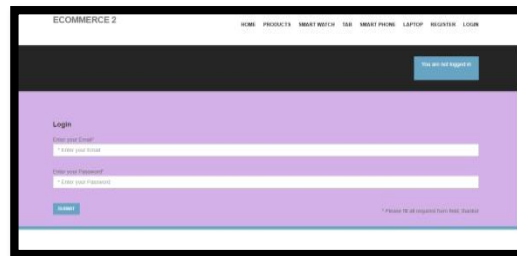 ECOMMERCE 2
HOME PRODUCTS SMART WATCH TAB SMART PHONE LAPTOP REGISTER LOGIN
You are not logged in
Login
Enter your Email*
* Enter your Email
Enter your Password*
* Enter your Password
SUBMIT
* Please fill all required form field, thanks!